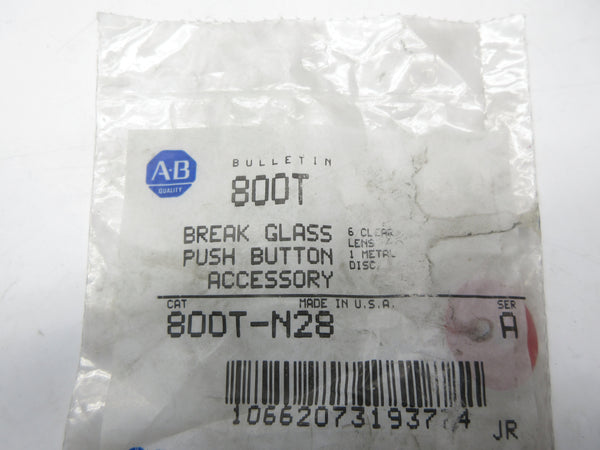 A-B
QUALITY
BULLETIN
800T
BREAK GLASS
PUSH BUTTON
ACCESSORY
6 CLEAR
LENS
1 METAL
DISC
CAT
MADE IN U.S.A.
SER
800T-N28
A
JR